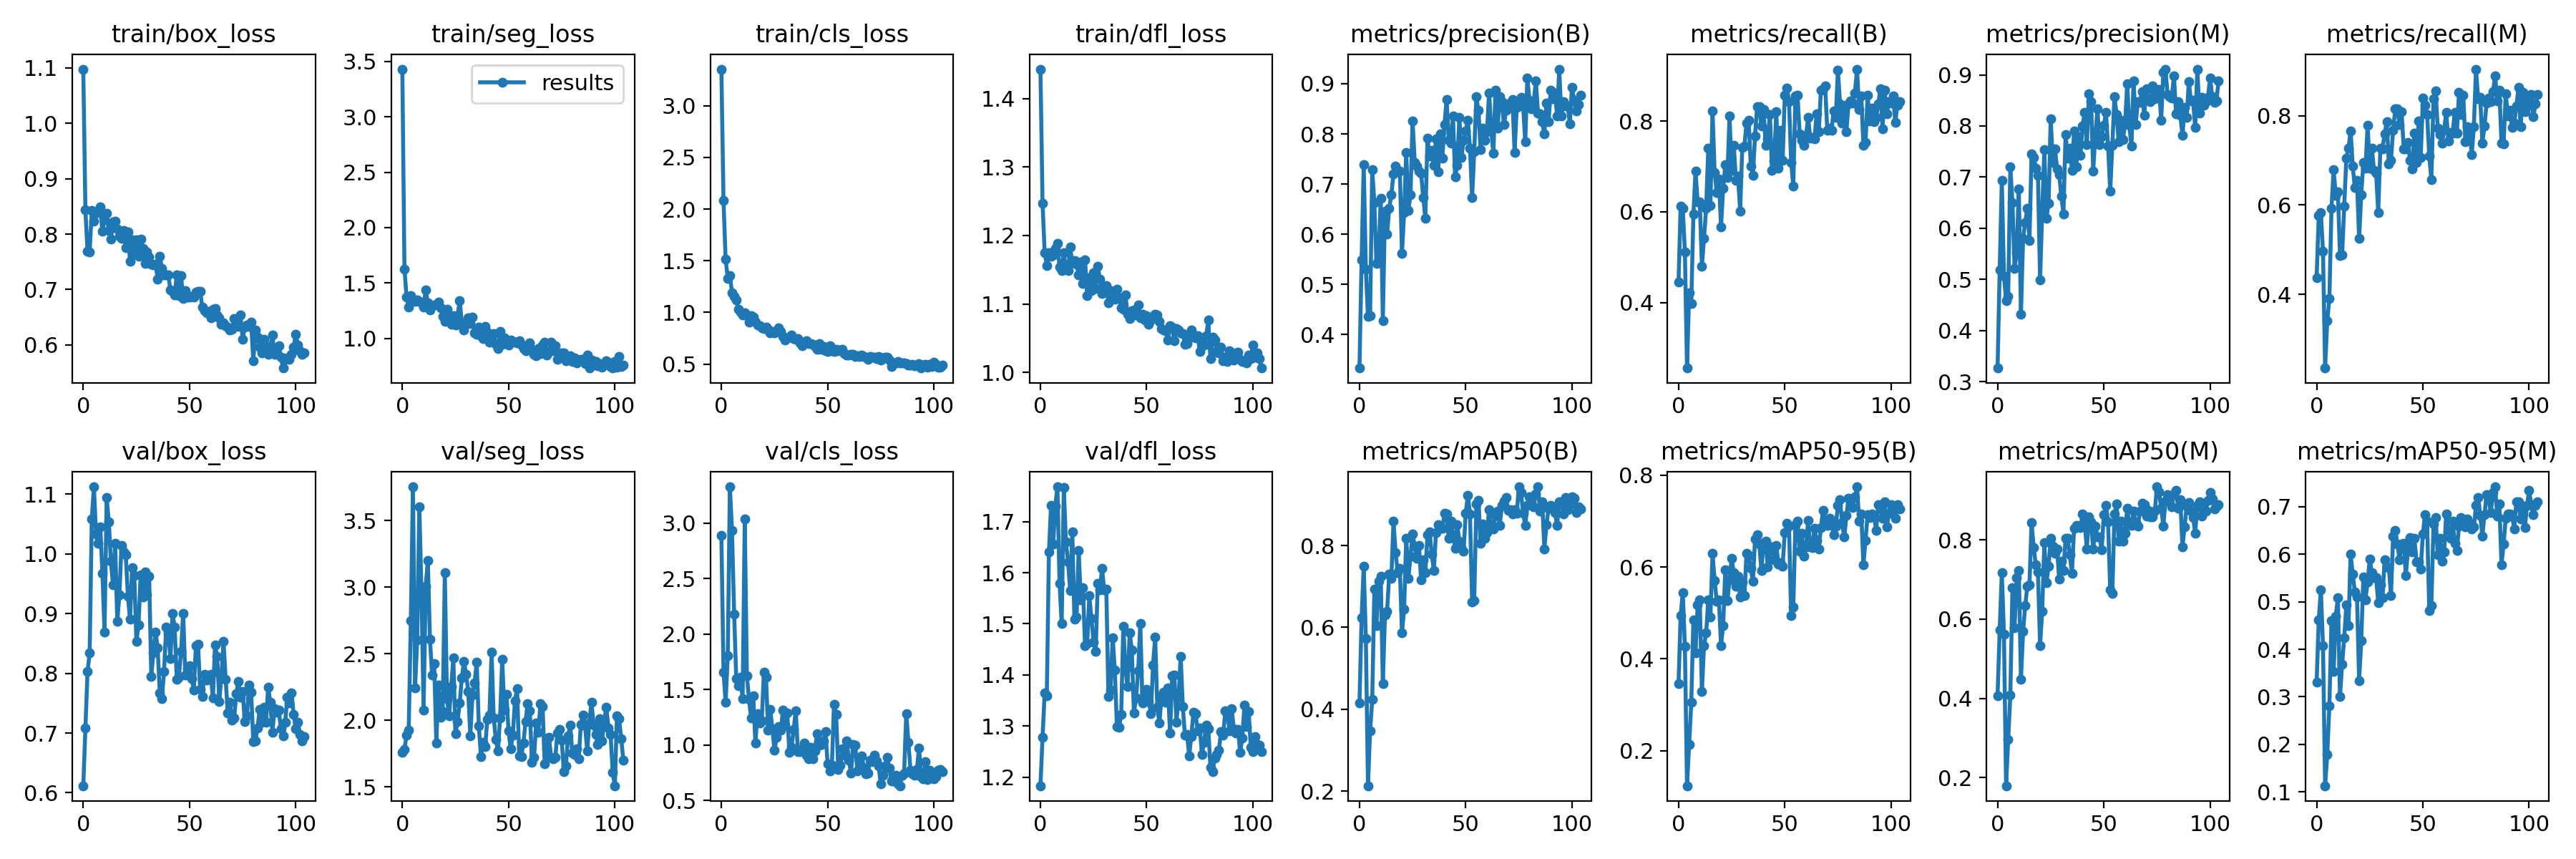 train/box_loss
train/seg_loss
train/cls_loss
train/dfl_loss
metrics/precision(B)
metrics/recall(B)
metrics/precision(M)
metrics/recall(M)
results
1.1
1.0
0.9
0.8
0.7
0.6
0 50 100
3.5
3.0
2.5
2.0
1.5
1.0
0 50 100
3.0
2.5
2.0
1.5
1.0
0.5
0 50 100
1.4
1.3
1.2
1.1
1.0
0 50 100
0.9
0.8
0.7
0.6
0.5
0.4
0 50 100
0.8
0.6
0.4
0 50 100
0.9
0.8
0.7
0.6
0.5
0.4
0.3
0 50 100
0.8
0.6
0.4
0 50 100
val/box_loss
val/seg_loss
val/cls_loss
val/dfl_loss
metrics/mAP50(B)
metrics/mAP50-95(B)
metrics/mAP50(M)
metrics/mAP50-95(M)
1.1
1.0
0.9
0.8
0.7
0.6
0 50 100
3.5
3.0
2.5
2.0
1.5
0 50 100
3.0
2.5
2.0
1.5
1.0
0.5
0 50 100
1.7
1.6
1.5
1.4
1.3
1.2
0 50 100
0.8
0.6
0.4
0.2
0 50 100
0.8
0.6
0.4
0.2
0 50 100
0.8
0.6
0.4
0.2
0 50 100
0.7
0.6
0.5
0.4
0.3
0.2
0.1
0 50 100